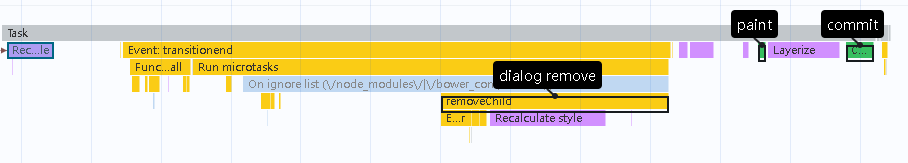 paint
commit
Task
Rec...le
Event: transitionend
Layerize
C...
Func...all
Run microtasks
dialog remove
On ignore list (\/node_modules\/|\/bower_con
removeChild
E...r
Recalculate style